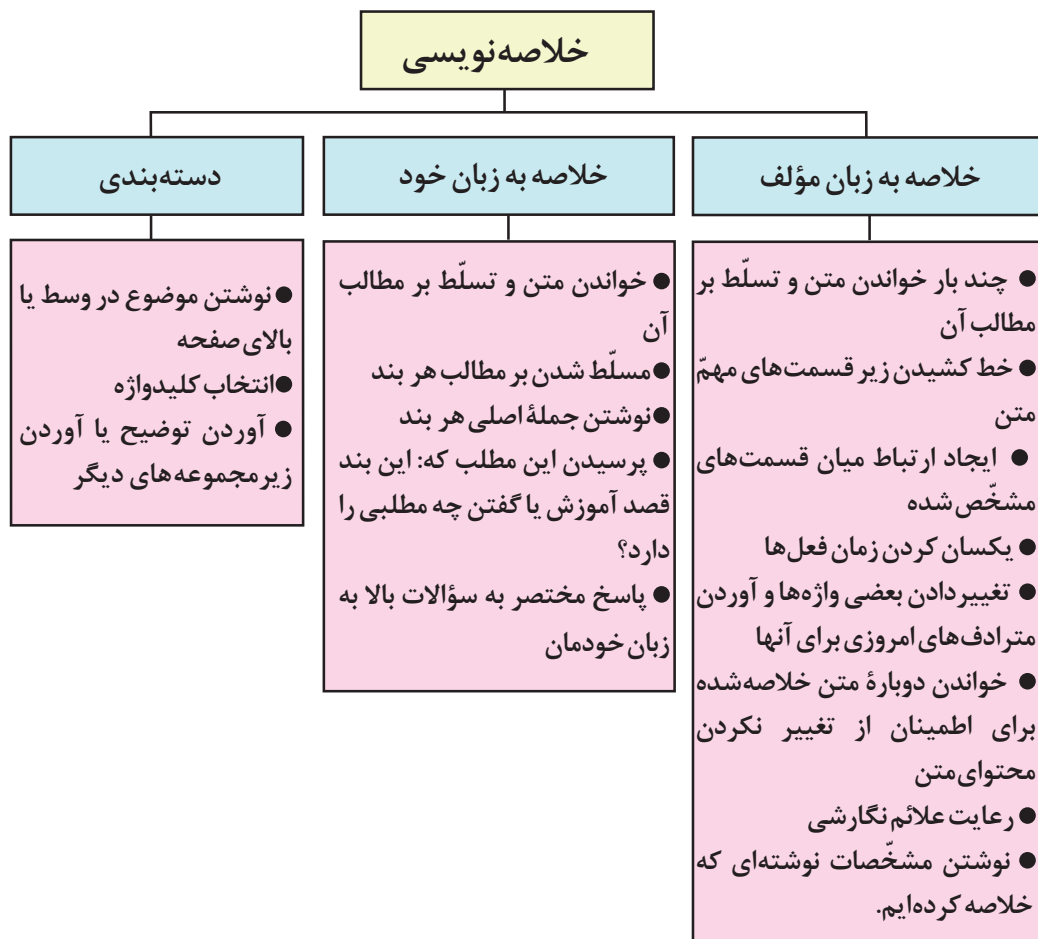 خلاصه‌نویسی
خلاصه به زبان مؤلف
● چند بار خواندن متن و تسلّط بر
مطالب آن
● خط کشیدن زیر قسمت‌های مهمّ
متن
● ایجاد ارتباط میان قسمت‌های
مشخّص‌شده
● یکسان کردن زمان فعل‌ها
● تغییردادن بعضی واژه‌ها و آوردن
مترادف‌های امروزی برای آنها
● خواندن دوبارهٔ متن خلاصه‌شده
برای اطمینان از تغییر نکردن
محتوای متن
● رعایت علائم نگارشی
● نوشتن مشخّصات نوشته‌ای که
خلاصه کرده‌ایم.
خلاصه به زبان خود
● خواندن متن و تسلّط بر مطالب
آن
● مسلّط شدن بر مطالب هر بند
● نوشتن جملهٔ اصلی هر بند
● پرسیدن این مطلب که: این بند
قصد آموزش یا گفتن چه مطلبی را
دارد؟
● پاسخ مختصر به سؤالات بالا به
زبان خودمان
دسته‌بندی
● نوشتن موضوع در وسط یا
بالای صفحه
● انتخاب کلیدواژه
● آوردن توضیح یا آوردن
زیرمجموعه‌های دیگر